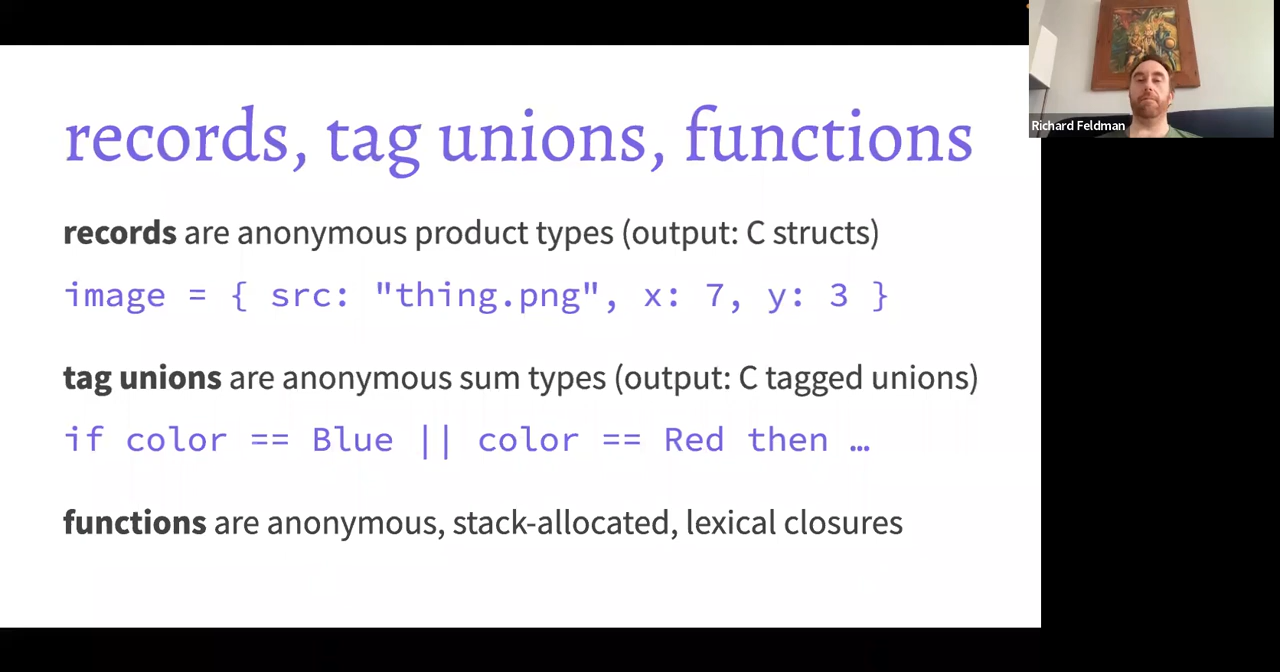 records, tag unions, functions
records are anonymous product types (output: C structs)
image = { src: "thing.png", x: 7, y: 3 }
tag unions are anonymous sum types (output: C tagged unions)
if color == Blue || color == Red then …
functions are anonymous, stack-allocated, lexical closures
Richard Feldman